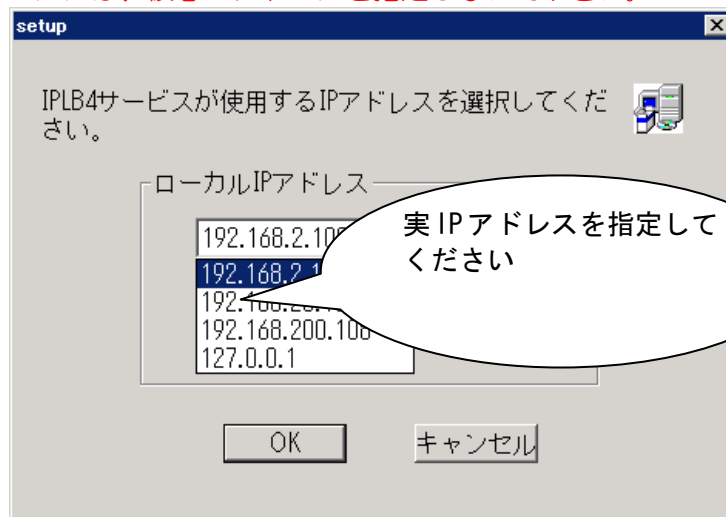 setup
IPLB4サービスが使用するIPアドレスを選択してくだ
さい。
ローカルIPアドレス
実IPアドレスを指定して
ください
192.168.200.108
127.0.0.1
OK
キャンセル